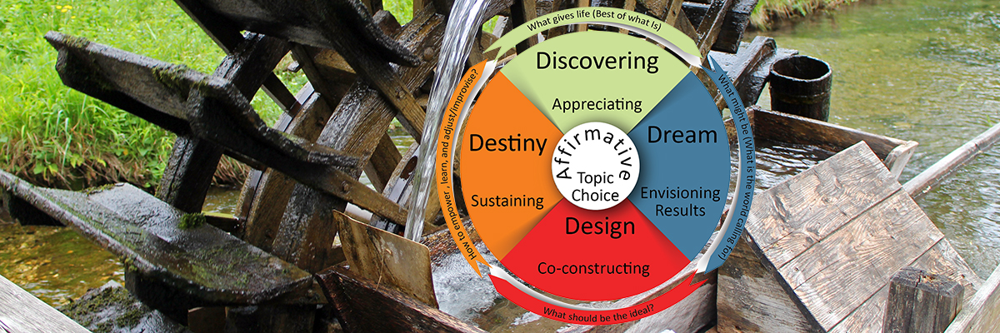 What gives life (Best of what Is)
Discovering
Appreciating
What might be (What is the world calling for)
Dream
Envisioning
Results
What should be the ideal?
Design
Co-constructing
How to empower, learn, and adjust/improvise?
Destiny
Sustaining
Affirmative
Topic
Choice